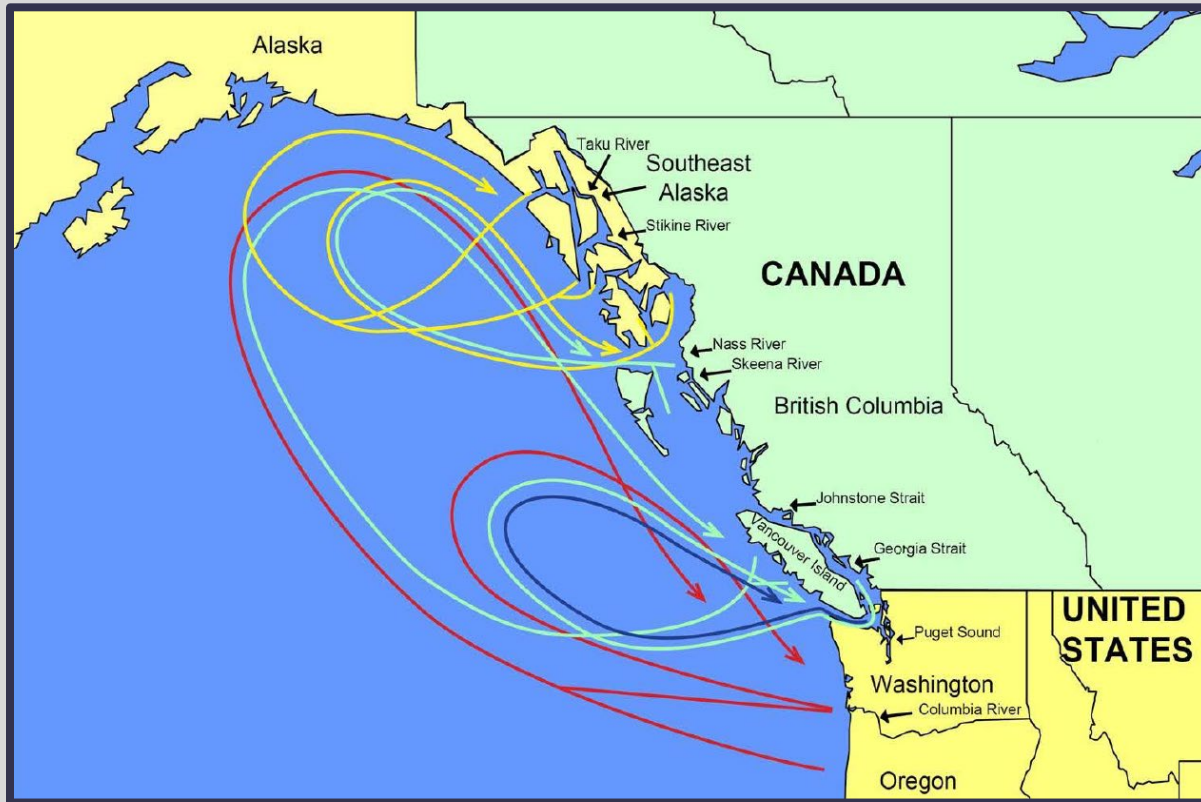 Alaska
Taku River
Southeast
Alaska
Stikine River
CANADA
Nass River
Skeena River
British Columbia
Johnstone Strait
Vancouver Island
Georgia Strait
UNITED
STATES
Puget Sound
Washington
Columbia River
Oregon